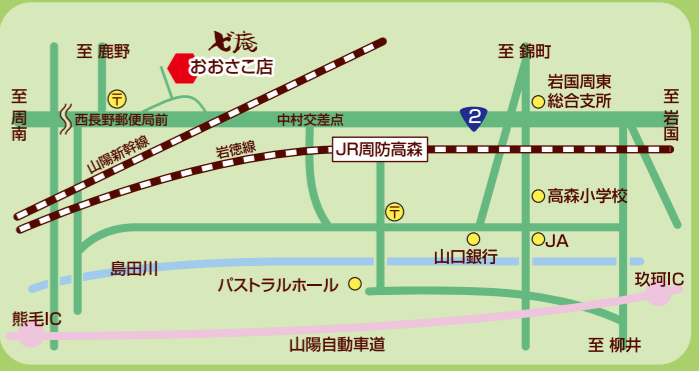 至 鹿野
ど庵
おおさこ店
至 錦町
岩国周東
総合支所
至
周
南
〒
西長野郵便局前
中村交差点
2
至
岩
国
山陽新幹線
岩徳線
JR周防高森
高森小学校
〒
山口銀行
JA
島田川
パストラルホール
玖珂IC
熊毛IC
山陽自動車道
至 柳井